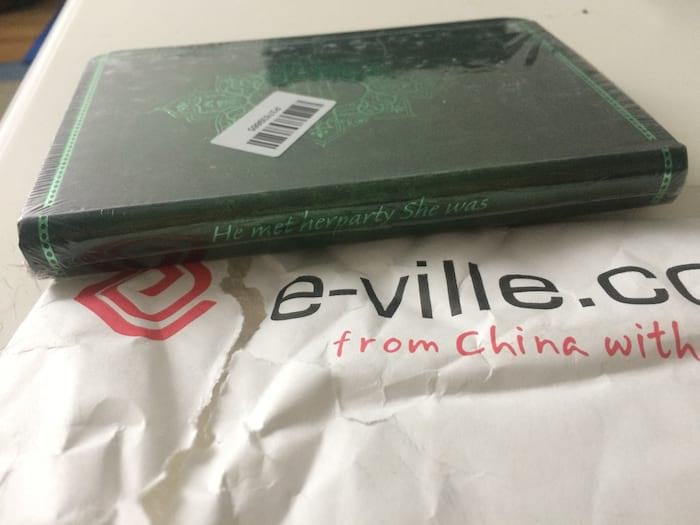 He met herparty She was
e-ville.co
from China with